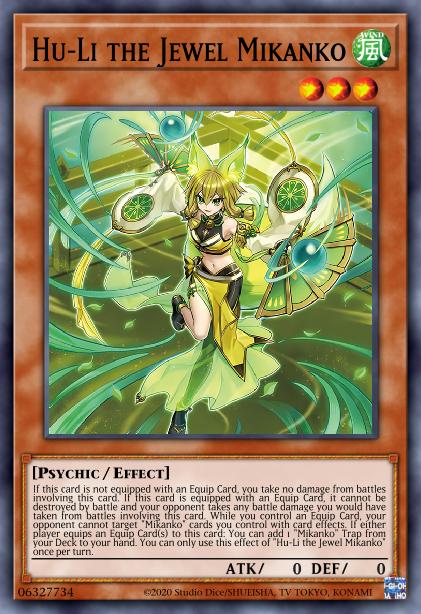 Hu-Li the Jewel Mikanko
WIND
風
[Psychic / Effect]
If this card is not equipped with an Equip Card, you take no damage from battles
involving this card. If this card is equipped with an Equip Card, it cannot be
destroyed by battle and your opponent takes any battle damage you would have
taken from battles involving this card. While you control an Equip Card, your
opponent cannot target "Mikanko" cards you control with card effects. If either
player equips an Equip Card(s) to this card: You can add 1 "Mikanko" Trap from
your Deck to your hand. You can only use this effect of "Hu-Li the Jewel Mikanko"
once per turn.
ATK/ 0 DEF/ 0
06327734 ©2020 Studio Dice/SHUEISHA, TV TOKYO, KONAMI